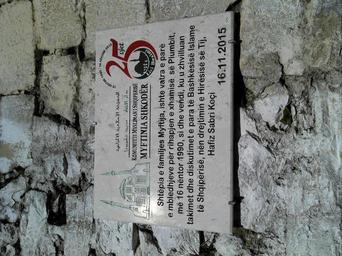 25
vjet
KOMUNITETI MYSLIMAN I SHQIPËRISË
MYFTINIA SHKODËR
Shtëpia e familjes Myftija, ishte vatra e parë
e mbledhjeve për rihapjen e xhamisë së Plumbit,
më 16 nëntor 1990, si dhe vendi, ku u zhvilluan
takimet dhe diskutimet e para të Bashkësisë Islame
të Shqipërisë, nën drejtimin e Hirësisë së Tij,
Hafiz Sabri Koçi
16.11.2015